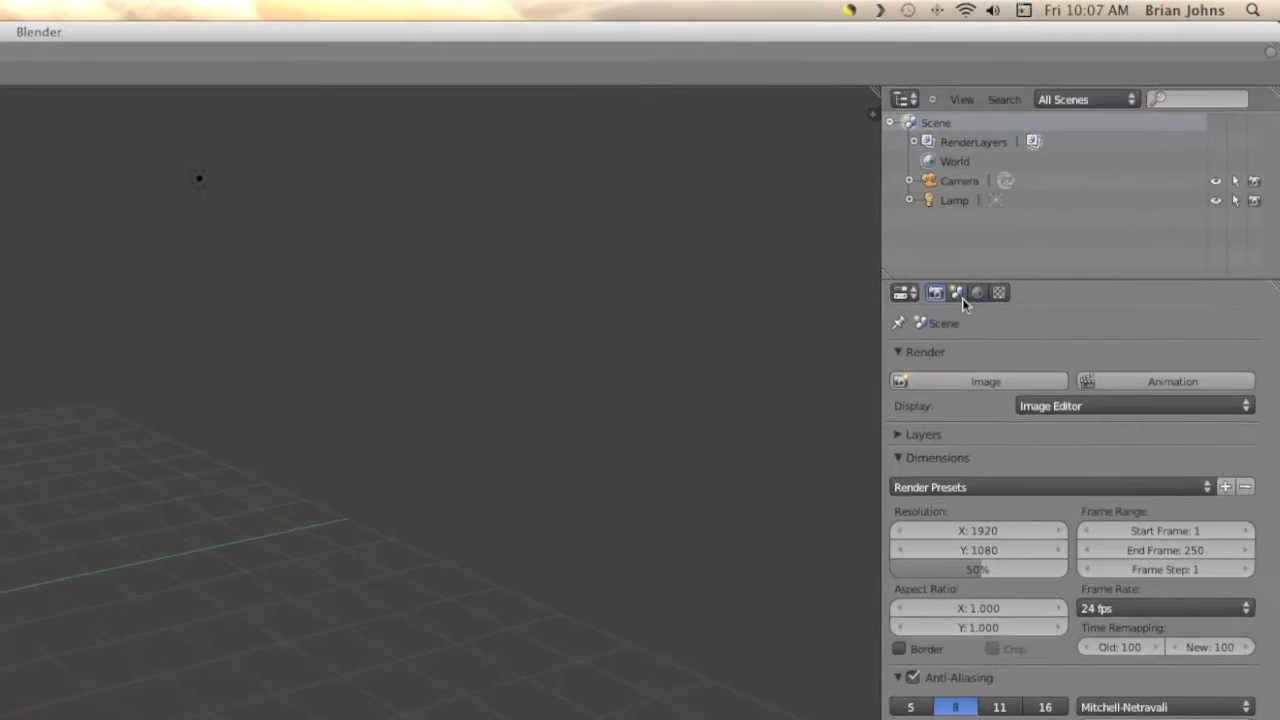 Fri 10:07 AM Brian Johns
Blender
View Search All Scenes
Scene
RenderLayers
World
Camera
Lamp
Scene
Render
Image Animation
Display: Image Editor
Layers
Dimensions
Render Presets
Resolution: Frame Range:
X: 1920 Start Frame: 1
Y: 1080 End Frame: 250
50% Frame Step: 1
Aspect Ratio: Frame Rate:
X: 1.000 24 fps
Y: 1.000 Time Remapping:
Border Crop Old: 100 New: 100
Anti-Aliasing
5 8 11 16 Mitchell-Netravali